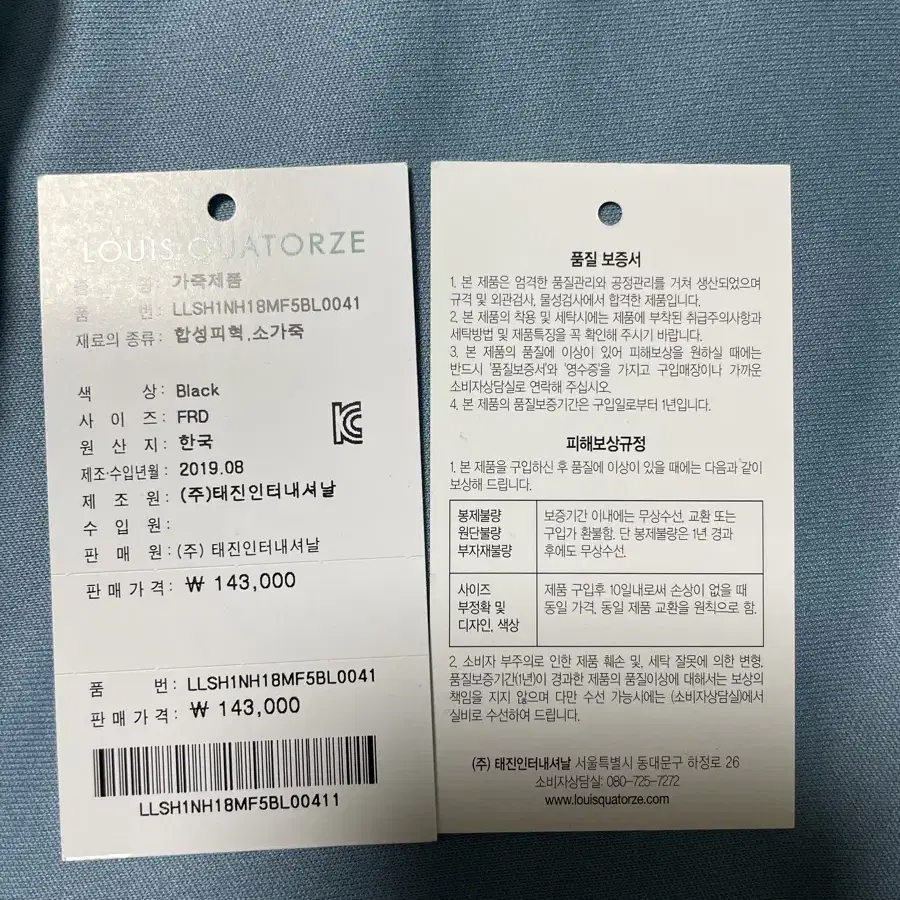 LOUIS QUATORZE
품 명: 가죽제품
품 번: LLSH1NH18MF5BL0041
재료의 종류: 합성피혁,소가죽
색 상: Black
사 이 즈: FRD
원 산 지: 한국
제조·수입년월: 2019.08
제 조 원: (주)태진인터내셔날
수 입 원:
판 매 원: (주) 태진인터내셔날
판 매 가 격: ₩ 143,000
품 번: LLSH1NH18MF5BL0041
판 매 가 격: ₩ 143,000
LLSH1NH18MF5BL00411
품질 보증서
1. 본 제품은 엄격한 품질관리와 공정관리를 거쳐 생산되었으며
규격 및 외관검사, 물성검사에서 합격한 제품입니다.
2. 본 제품의 착용 및 세탁시에는 제품에 부착된 취급주의사항과
세탁방법 및 제품특징을 꼭 확인해 주시기 바랍니다.
3. 본 제품의 품질에 이상이 있어 피해보상을 원하실 때에는
반드시 '품질보증서'와 '영수증'을 가지고 구입매장이나 가까운
소비자상담실로 연락해 주십시오.
4. 본 제품의 품질보증기간은 구입일로부터 1년입니다.
피해보상규정
1. 본 제품을 구입하신 후 품질에 이상이 있을 때에는 다음과 같이
보상해 드립니다.
봉제불량
원단불량
부자재불량
보증기간 이내에는 무상수선, 교환 또는
구입가 환불함. 단 봉제불량은 1년 경과
후에도 무상수선.
사이즈
부정확 및
디자인, 색상
제품 구입후 10일내로써 손상이 없을 때
동일 가격, 동일 제품 교환을 원칙으로 함.
2. 소비자 부주의로 인한 제품 훼손 및, 세탁 잘못에 의한 변형,
품질보증기간(1년)이 경과한 제품의 품질이상에 대해서는 보상의
책임을 지지 않으며 다만 수선 가능시에는 (소비자상담실)에서
실비로 수선하여 드립니다.
(주) 태진인터내셔날 서울특별시 동대문구 하정로 26
소비자상담실: 080-725-7272
www.louisquatorze.com